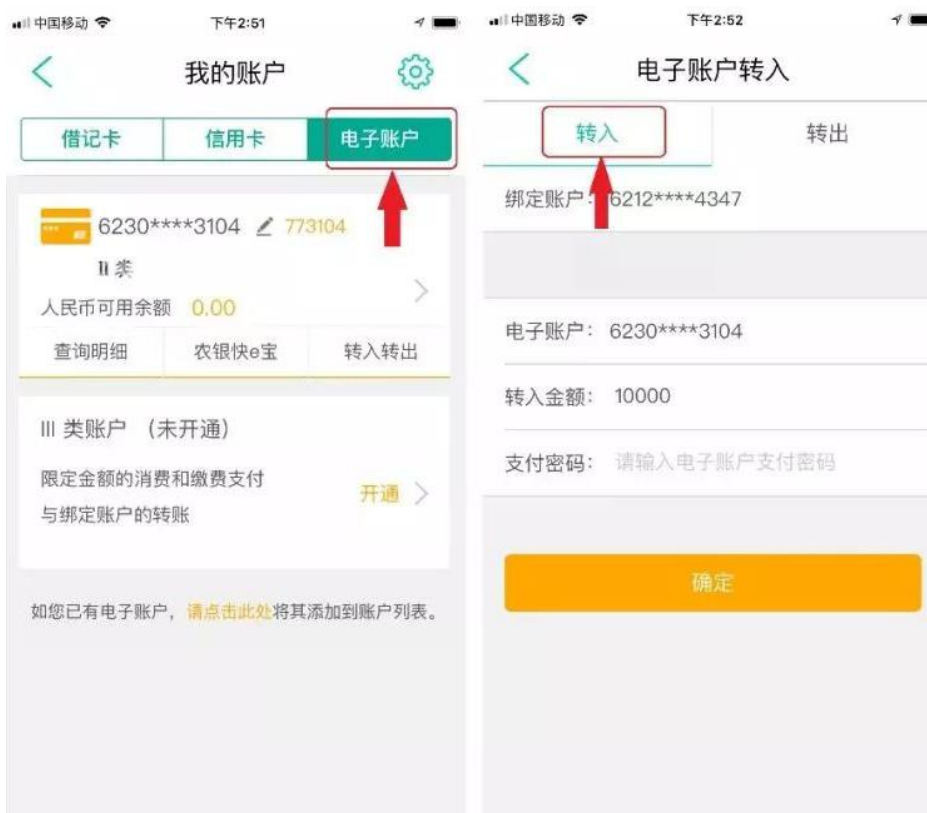 中国移动 下午2:51
我的账户
借记卡 信用卡 电子账户
6230****3104 773104
II 类
人民币可用余额 0.00
查询明细 农银快e宝 转入转出
III 类账户 （未开通）
限定金额的消费和缴费支付
与绑定账户的转账
开通
如您已有电子账户，请点击此处将其添加到账户列表。
中国移动 下午2:52
电子账户转入
转入 转出
绑定账户： 6212****4347
电子账户： 6230****3104
转入金额： 10000
支付密码： 请输入电子账户支付密码
确定